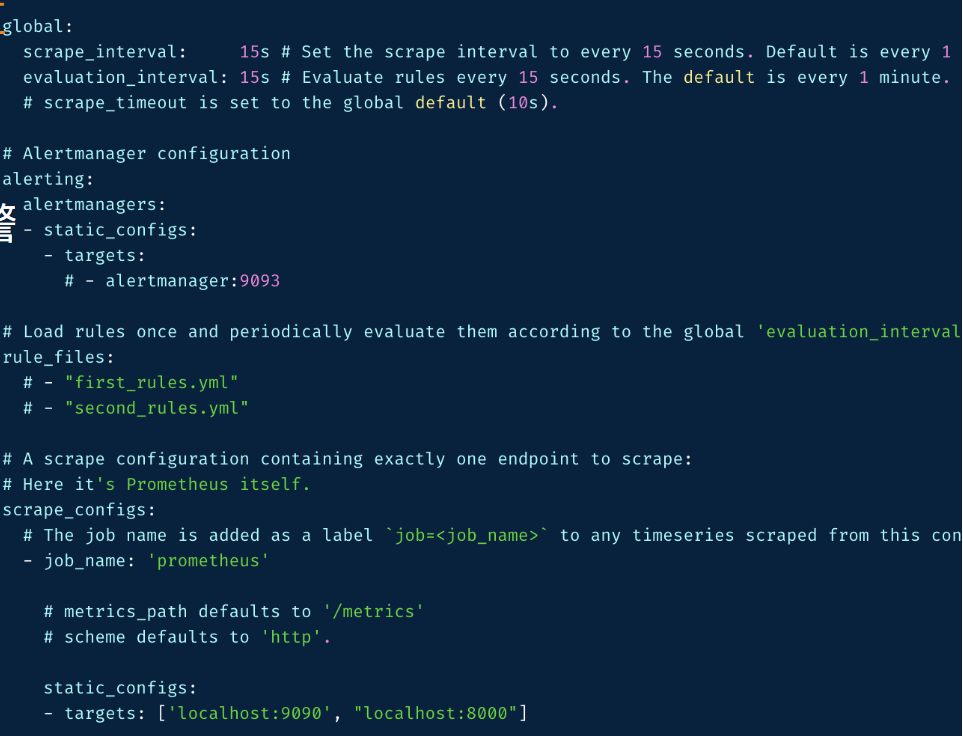 global:
  scrape_interval:     15s # Set the scrape interval to every 15 seconds. Default is every 1
  evaluation_interval: 15s # Evaluate rules every 15 seconds. The default is every 1 minute.
  # scrape_timeout is set to the global default (10s).

# Alertmanager configuration
alerting:
  alertmanagers:
  - static_configs:
    - targets:
      # - alertmanager:9093

# Load rules once and periodically evaluate them according to the global 'evaluation_interval
rule_files:
  # - "first_rules.yml"
  # - "second_rules.yml"

# A scrape configuration containing exactly one endpoint to scrape:
# Here it's Prometheus itself.
scrape_configs:
  # The job name is added as a label `job=<job_name>` to any timeseries scraped from this con
  - job_name: 'prometheus'

    # metrics_path defaults to '/metrics'
    # scheme defaults to 'http'.

    static_configs:
    - targets: ['localhost:9090', "localhost:8000"]